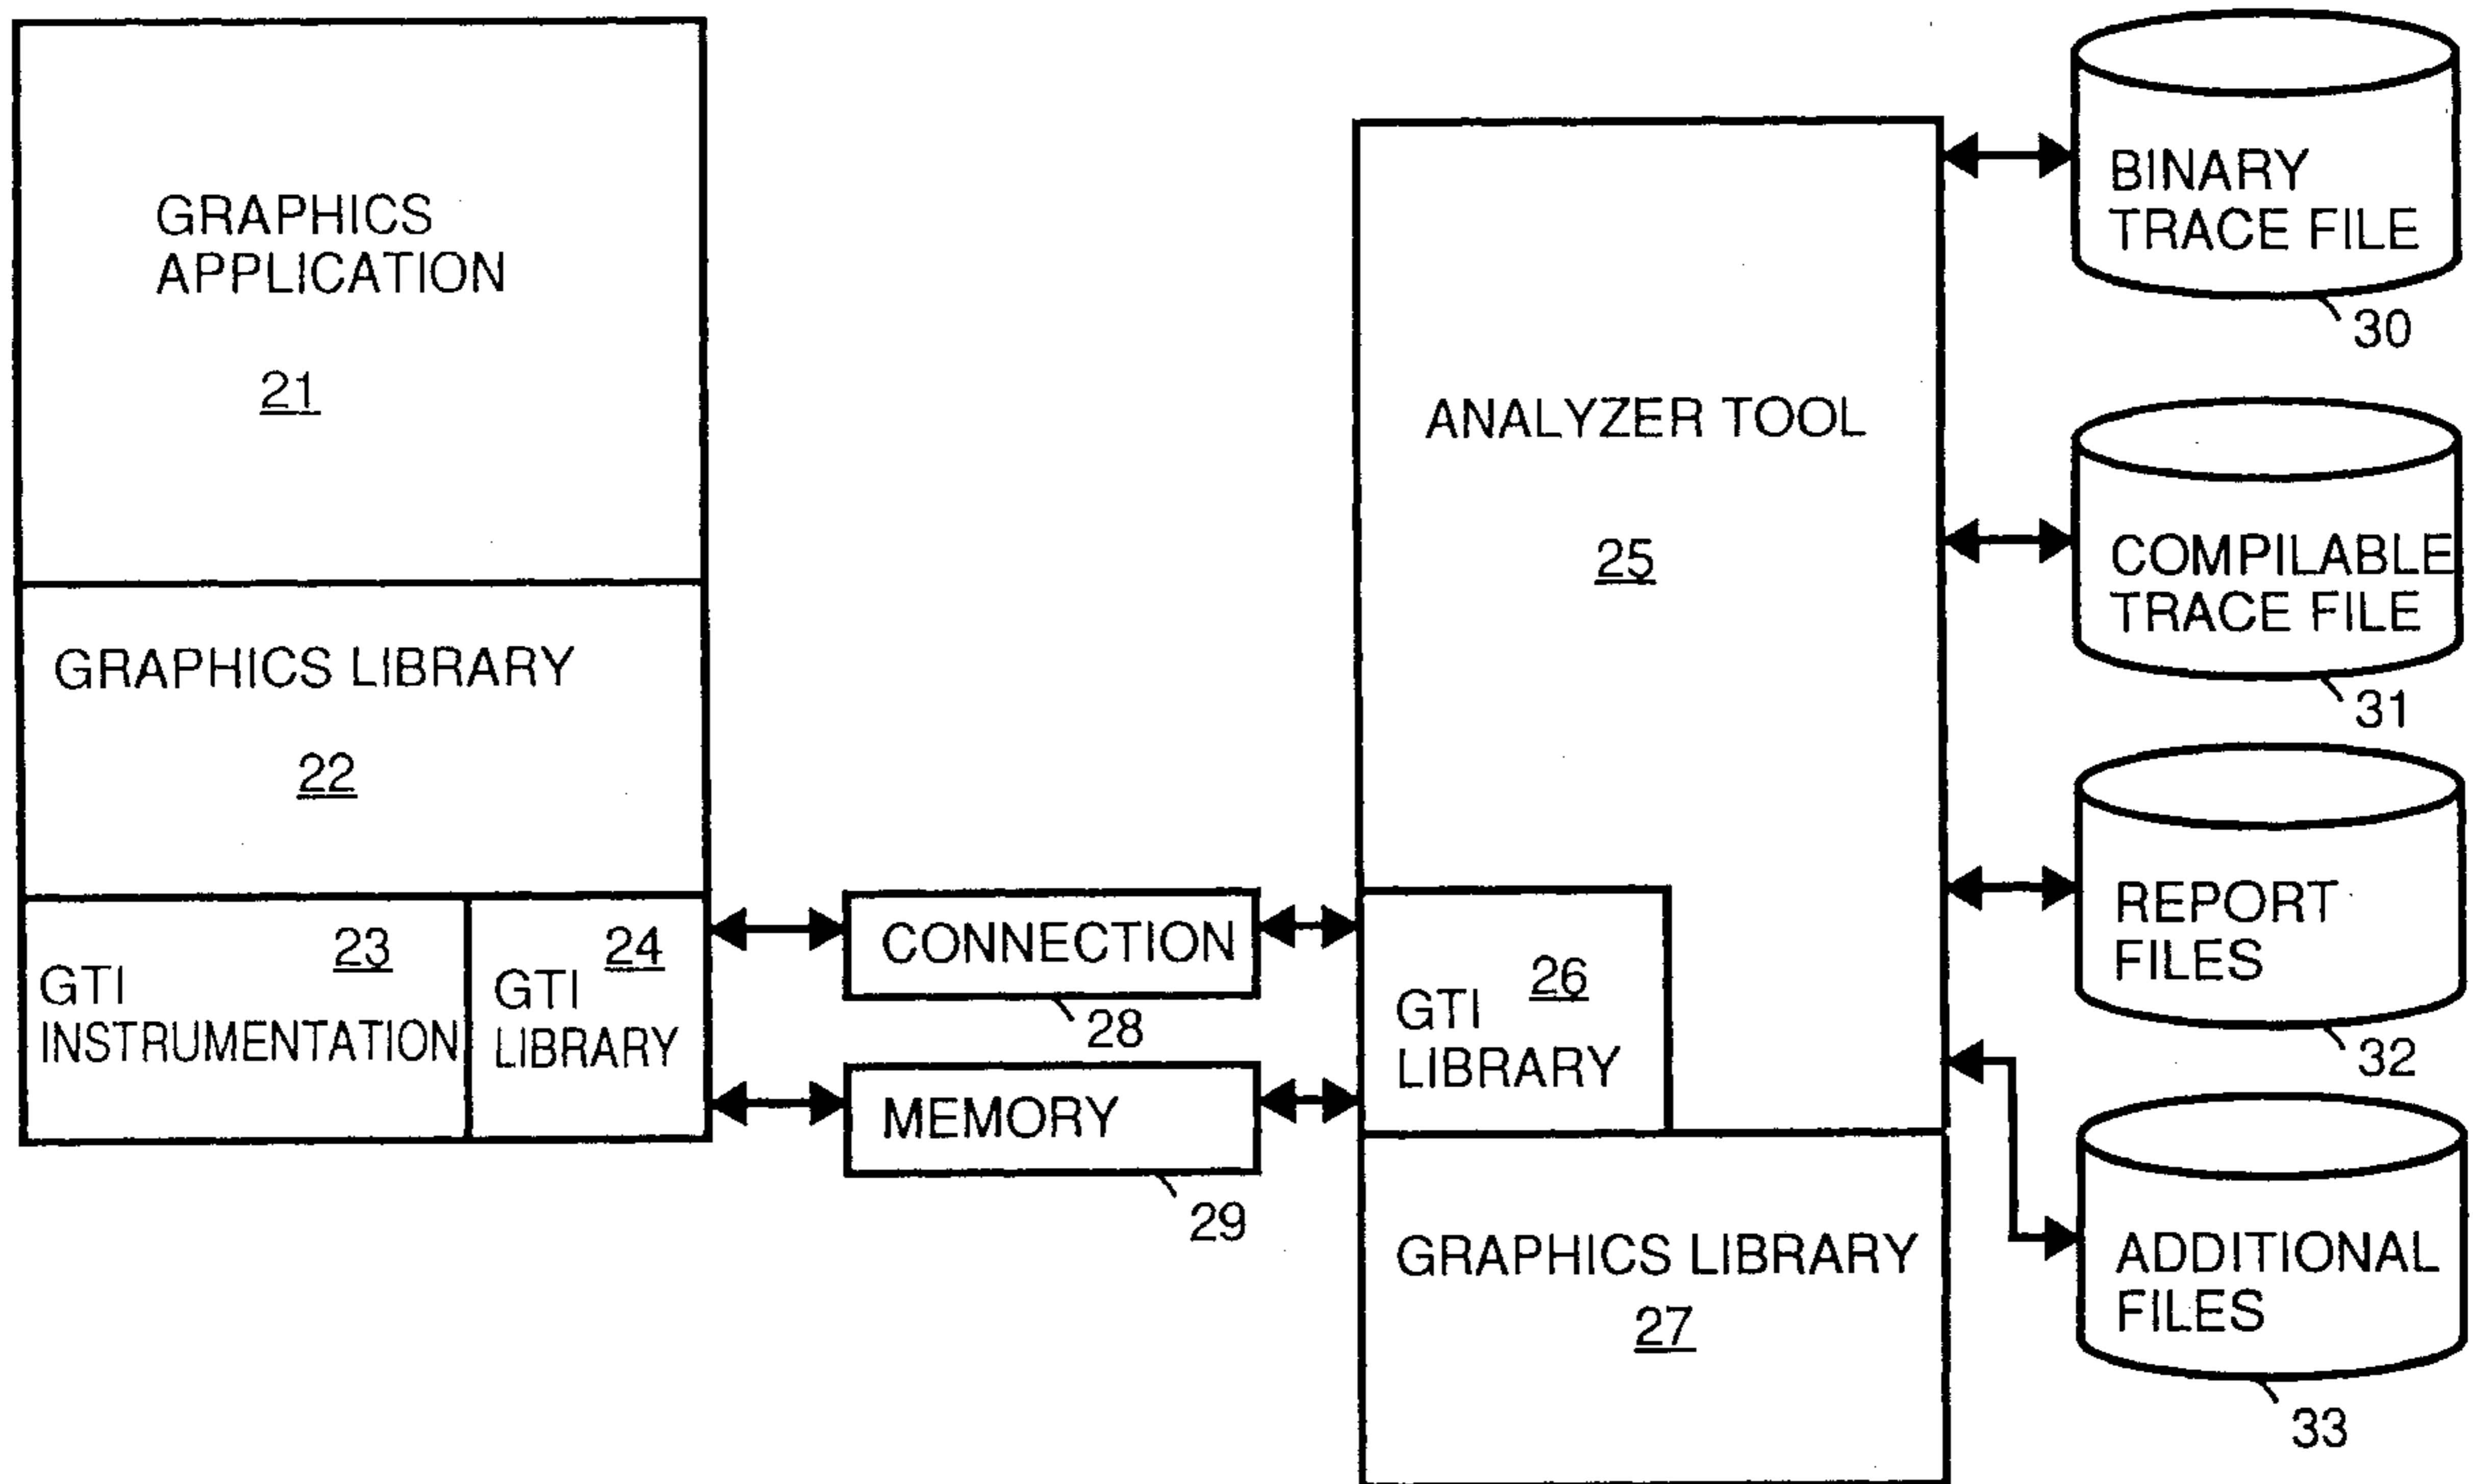 GRAPHICS
APPLICATION
21
GRAPHICS LIBRARY
22
23
GTI
INSTRUMENTATION
24
GTI
LIBRARY
CONNECTION
28
MEMORY
29
ANALYZER TOOL
25
26
GTI
LIBRARY
GRAPHICS LIBRARY
27
BINARY
TRACE FILE
30
COMPILABLE
TRACE FILE
31
REPORT
FILES
32
ADDITIONAL
FILES
33